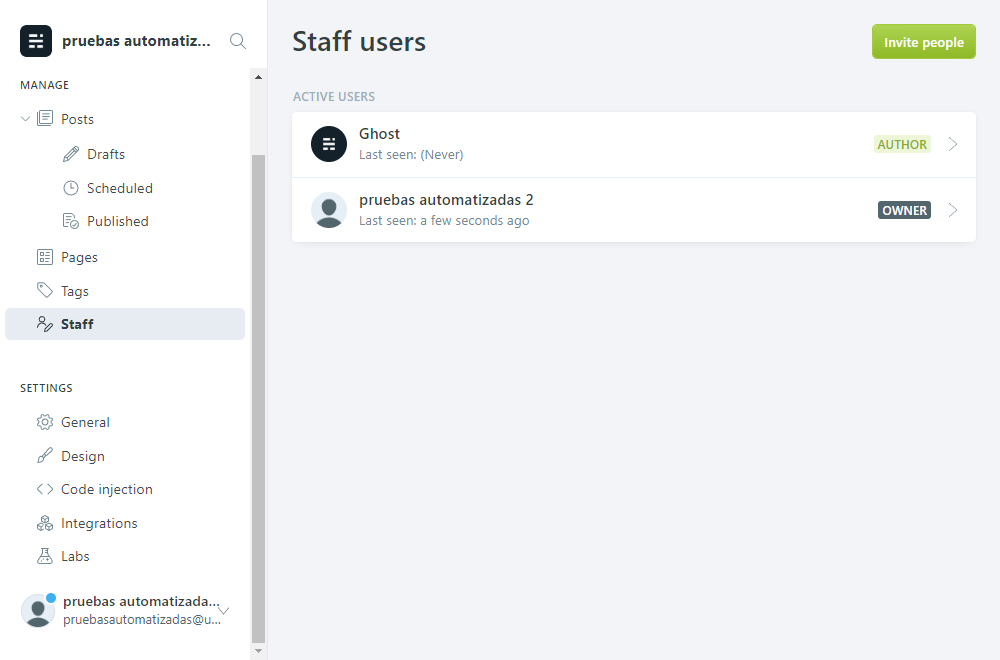 pruebas automatiz...
MANAGE
Posts
Drafts
Scheduled
Published
Pages
Tags
Staff
SETTINGS
General
Design
Code injection
Integrations
Labs
pruebas automatizada...
pruebasautomatizadas@u...
Staff users
Invite people
ACTIVE USERS
Ghost
Last seen: (Never)
AUTHOR
pruebas automatizadas 2
Last seen: a few seconds ago
OWNER